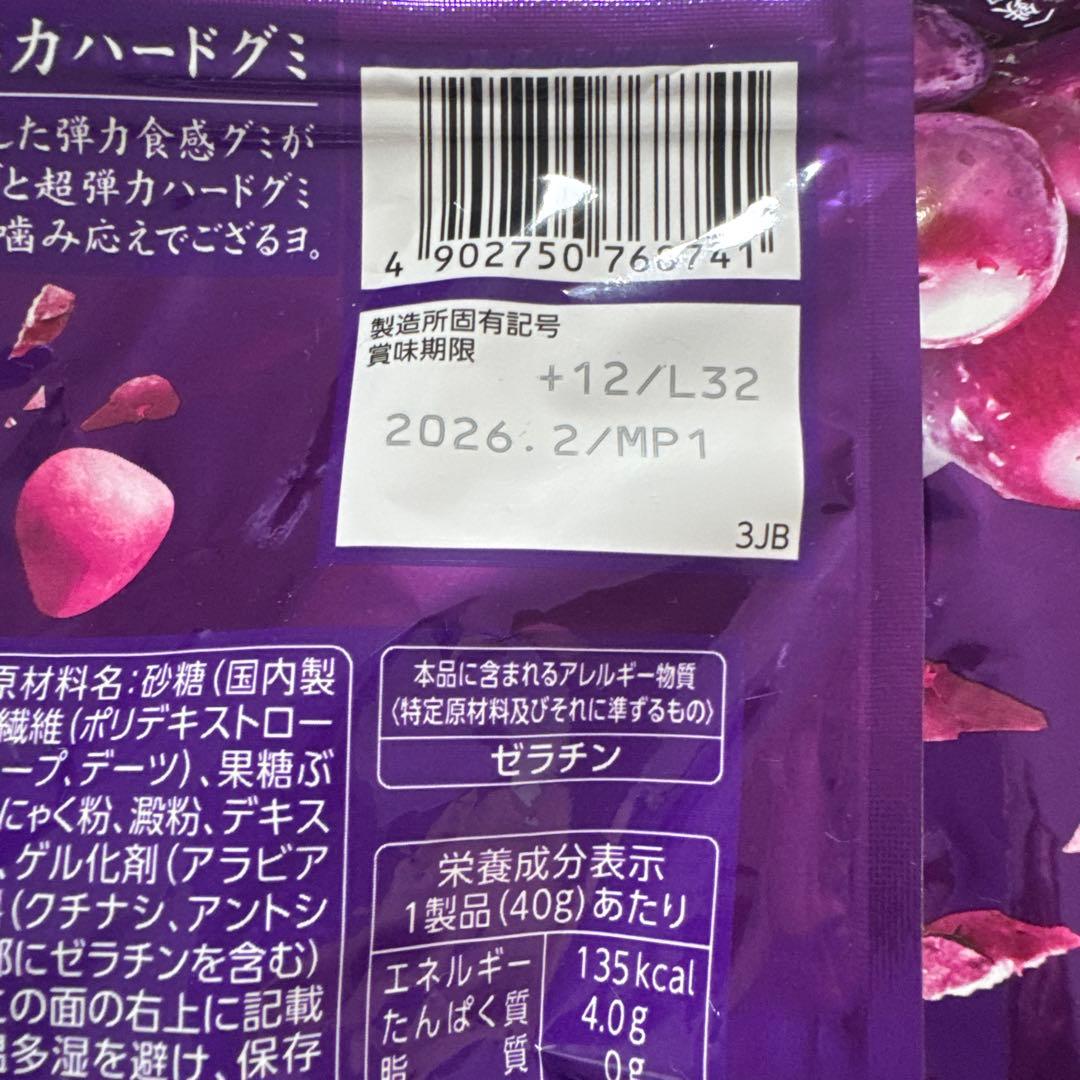 力ハードグミ
した弾力食感グミが
と超弾力ハードグミ
噛み応えでござるヨ。
4 902750 768741
製造所固有記号
賞味期限
+12/L32
2026.2/MP1
3JB
原材料名:砂糖(国内製
繊維(ポリデキストロー
ープ、デーツ)、果糖ぶ
にゃく粉、澱粉、デキス
、ゲル化剤(アラビア
(クチナシ、アントシ
部にゼラチンを含む)
この面の右上に記載
温多湿を避け、保存
本品に含まれるアレルギー物質
〈特定原材料及びそれに準ずるもの〉
ゼラチン
栄養成分表示
1製品(40g)あたり
エネルギー 135kcal
たんぱく質 4.0g
脂質 0g